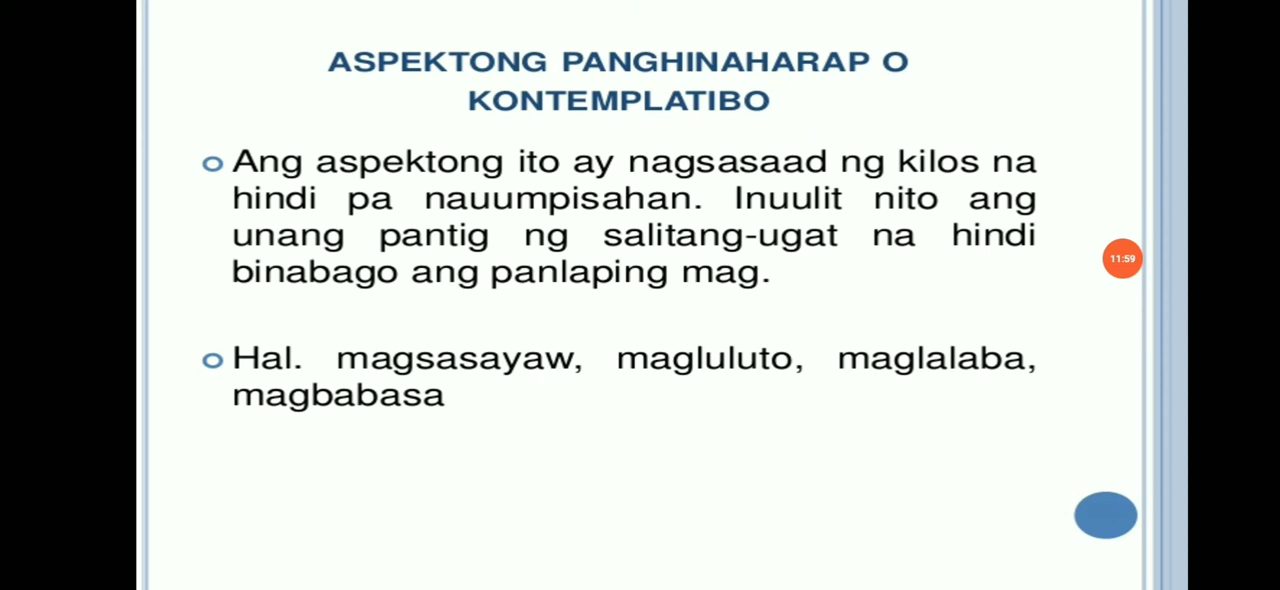 ASPEKTONG PANGHINAHARAP O
KONTEMPLATIBO
Ang aspektong ito ay nagsasaad ng kilos na
hindi pa nauumpisahan. Inuulit nito ang
unang pantig ng salitang-ugat na hindi
binabago ang panlaping mag.
11:59
Hal. magsasayaw, magluluto, maglalaba,
magbabasa